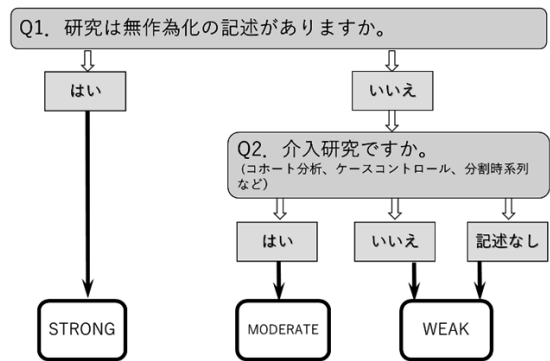 Q1．研究は無作為化の記述がありますか。
はい
いいえ
Q2．介入研究ですか。
(コホート分析、ケースコントロール、分割時系列
など)
はい
いいえ
記述なし
STRONG
MODERATE
WEAK